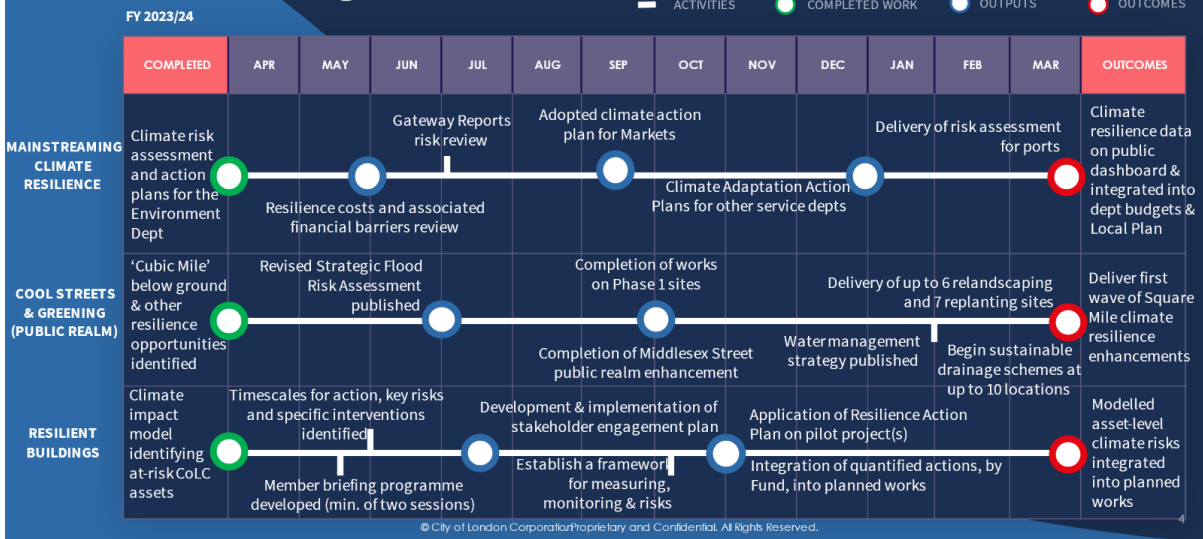 FY 2023/24
ACTIVITIES
COMPLETED WORK
OUTPUTS
OUTCOMES
COMPLETED
APR
MAY
JUN
JUL
AUG
SEP
OCT
NOV
DEC
JAN
FEB
MAR
OUTCOMES
MAINSTREAMING
CLIMATE
RESILIENCE
Climate risk
assessment
and action
plans for the
Environment
Dept
Gateway Reports
risk review
Resilience costs and associated
financial barriers review
Adopted climate action
plan for Markets
Climate Adaptation Action
Plans for other service depts
Delivery of risk assessment
for ports
Climate
resilience data
on public
dashboard &
integrated into
dept budgets &
Local Plan
COOL STREETS
& GREENING
(PUBLIC REALM)
‘Cubic Mile’
below ground
& other
resilience
opportunities
identified
Revised Strategic Flood
Risk Assessment
published
Completion of works
on Phase 1 sites
Completion of Middlesex Street
public realm enhancement
Delivery of up to 6 relandscaping
and 7 replanting sites
Water management
strategy published
Begin sustainable
drainage schemes at
up to 10 locations
Deliver first
wave of Square
Mile climate
resilience
enhancements
RESILIENT
BUILDINGS
Climate
impact
model
identifying
at-risk CoLC
assets
Timescales for action, key risks
and specific interventions
identified
Member briefing programme
developed (min. of two sessions)
Development & implementation of
stakeholder engagement plan
Establish a framework
for measuring,
monitoring & risks
Application of Resilience Action
Plan on pilot project(s)
Integration of quantified actions, by
Fund, into planned works
Modelled
asset-level
climate risks
integrated
into planned
works
© City of London Corporation Proprietary and Confidential. All Rights Reserved.
4